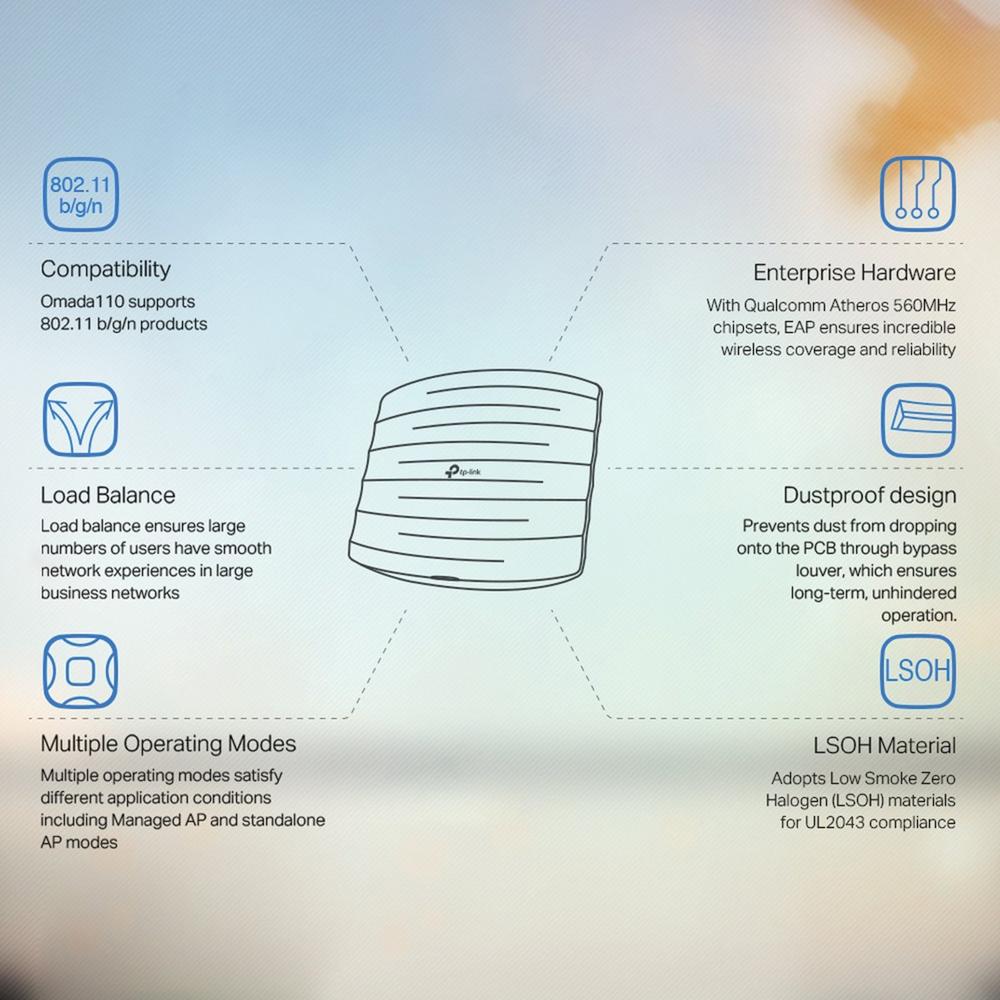 802.11
b/g/n
Compatibility
Omada110 supports
802.11 b/g/n products
Enterprise Hardware
With Qualcomm Atheros 560MHz
chipsets, EAP ensures incredible
wireless coverage and reliability
tp-link
Load Balance
Load balance ensures large
numbers of users have smooth
network experiences in large
business networks
Dustproof design
Prevents dust from dropping
onto the PCB through bypass
louver, which ensures
long-term, unhindered
operation.
Multiple Operating Modes
Multiple operating modes satisfy
different application conditions
including Managed AP and standalone
AP modes
LSOH
LSOH Material
Adopts Low Smoke Zero
Halogen (LSOH) materials
for UL2043 compliance